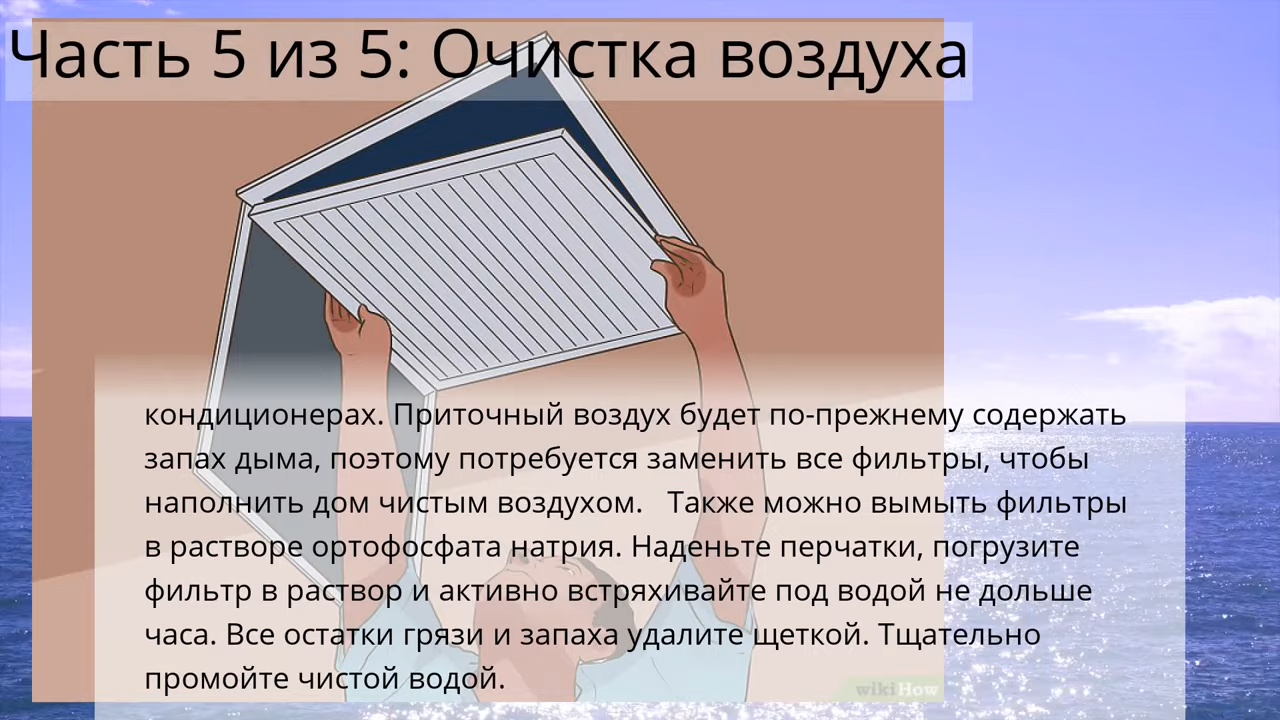 Часть 5 из 5: Очистка воздуха
кондиционерах. Приточный воздух будет по-прежнему содержать
запах дыма, поэтому потребуется заменить все фильтры, чтобы
наполнить дом чистым воздухом.   Также можно вымыть фильтры
в растворе ортофосфата натрия. Наденьте перчатки, погрузите
фильтр в раствор и активно встряхивайте под водой не дольше
часа. Все остатки грязи и запаха удалите щеткой. Тщательно
промойте чистой водой.
wikiHow